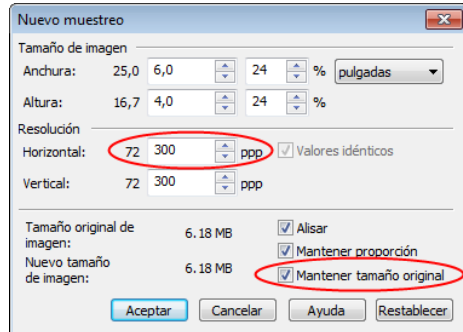 Nuevo muestreo
Tamaño de imagen
Anchura: 25,0 6,0 24 % pulgadas
Altura: 16,7 4,0 24 %
Resolución
Horizontal: 72 300 ppp Valores idénticos
Vertical: 72 300 ppp
Tamaño original de imagen: 6.18 MB
Nuevo tamaño de imagen: 6.18 MB
Alisar
Mantener proporción
Mantener tamaño original
Aceptar Cancelar Ayuda Restablecer